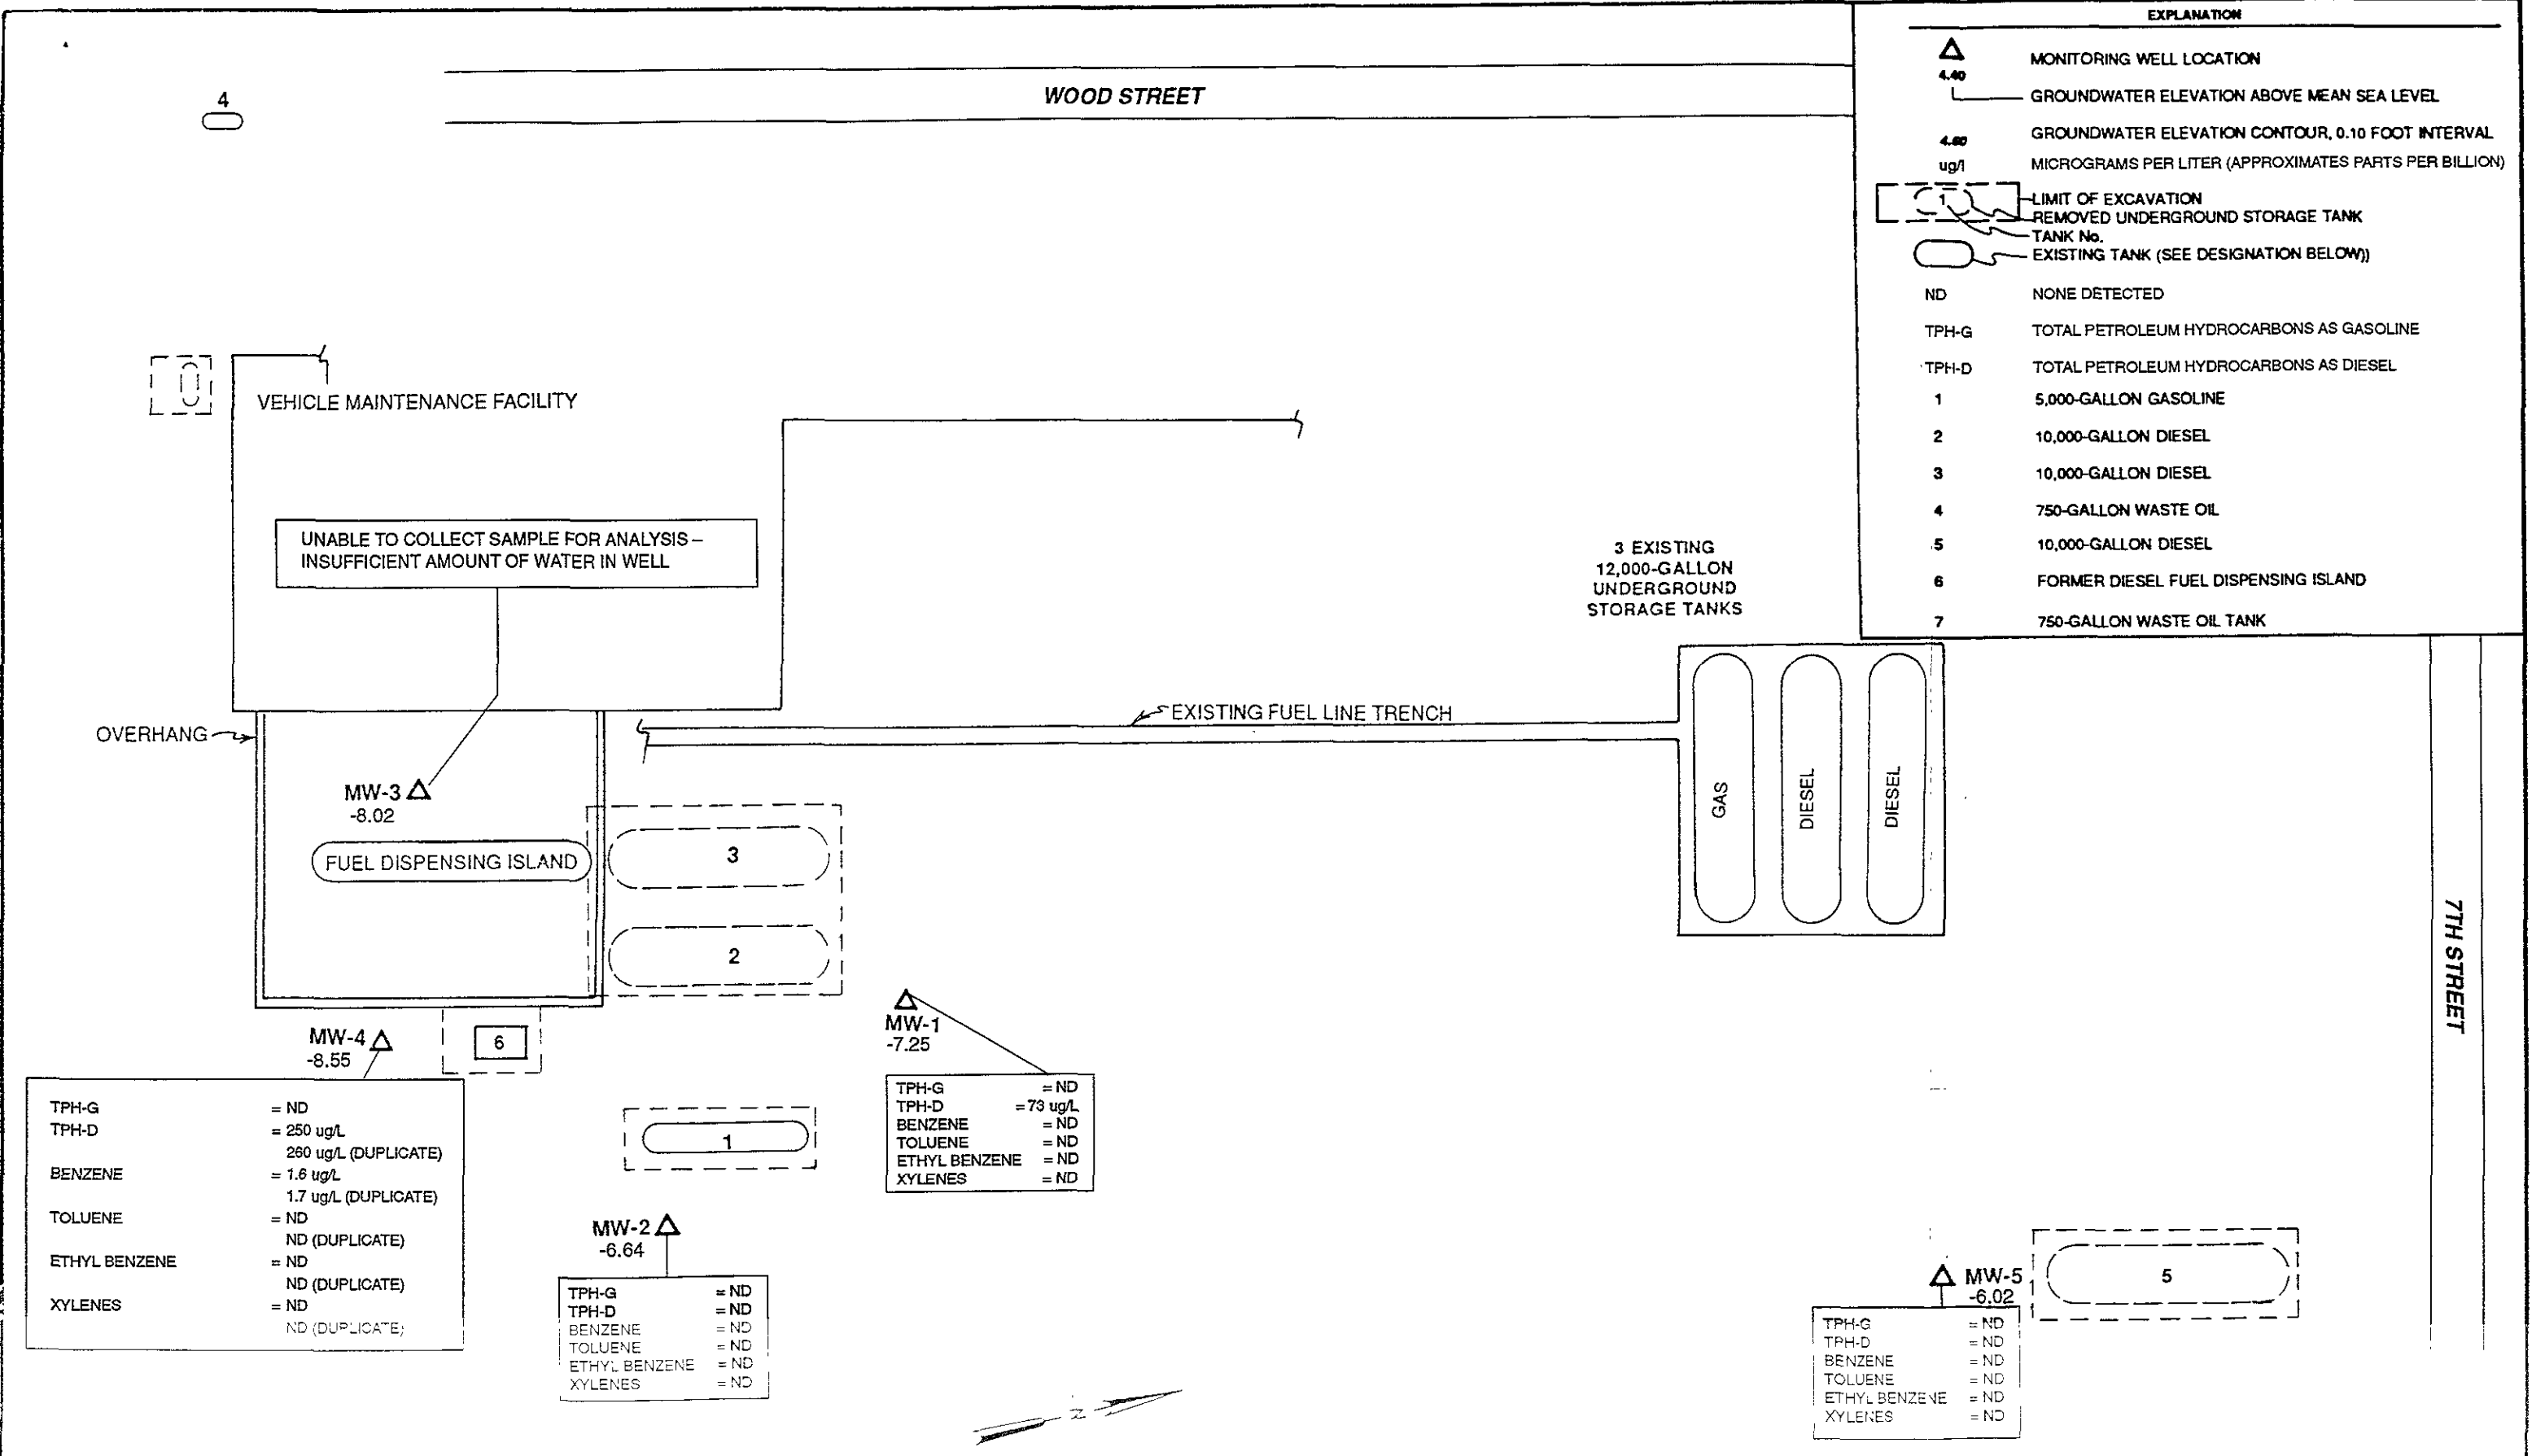 EXPLANATION
MONITORING WELL LOCATION
4.40
GROUNDWATER ELEVATION ABOVE MEAN SEA LEVEL
4.60 GROUNDWATER ELEVATION CONTOUR, 0.10 FOOT INTERVAL
ug/l MICROGRAMS PER LITER (APPROXIMATES PARTS PER BILLION)
1
LIMIT OF EXCAVATION
REMOVED UNDERGROUND STORAGE TANK
TANK No.
EXISTING TANK (SEE DESIGNATION BELOW))
ND NONE DETECTED
TPH-G TOTAL PETROLEUM HYDROCARBONS AS GASOLINE
TPH-D TOTAL PETROLEUM HYDROCARBONS AS DIESEL
1 5,000-GALLON GASOLINE
2 10,000-GALLON DIESEL
3 10,000-GALLON DIESEL
4 750-GALLON WASTE OIL
5 10,000-GALLON DIESEL
6 FORMER DIESEL FUEL DISPENSING ISLAND
7 750-GALLON WASTE OIL TANK
WOOD STREET
4
VEHICLE MAINTENANCE FACILITY
UNABLE TO COLLECT SAMPLE FOR ANALYSIS –
INSUFFICIENT AMOUNT OF WATER IN WELL
3 EXISTING
12,000-GALLON
UNDERGROUND
STORAGE TANKS
OVERHANG
EXISTING FUEL LINE TRENCH
GAS
DIESEL
DIESEL
7TH STREET
MW-3
-8.02
FUEL DISPENSING ISLAND
3
2
MW-4
-8.55
6
MW-1
-7.25
TPH-G = ND
TPH-D = 73 ug/L
BENZENE = ND
TOLUENE = ND
ETHYL BENZENE = ND
XYLENES = ND
TPH-G = ND
TPH-D = 250 ug/L
260 ug/L (DUPLICATE)
BENZENE = 1.6 ug/L
1.7 ug/L (DUPLICATE)
TOLUENE = ND
ND (DUPLICATE)
ETHYL BENZENE = ND
ND (DUPLICATE)
XYLENES = ND
ND (DUPLICATE)
1
MW-2
-6.64
TPH-G = ND
TPH-D = ND
BENZENE = ND
TOLUENE = ND
ETHYL BENZENE = ND
XYLENES = ND
MW-5
-6.02
5
TPH-G = ND
TPH-D = ND
BENZENE = ND
TOLUENE = ND
ETHYL BENZENE = ND
XYLENES = ND
N